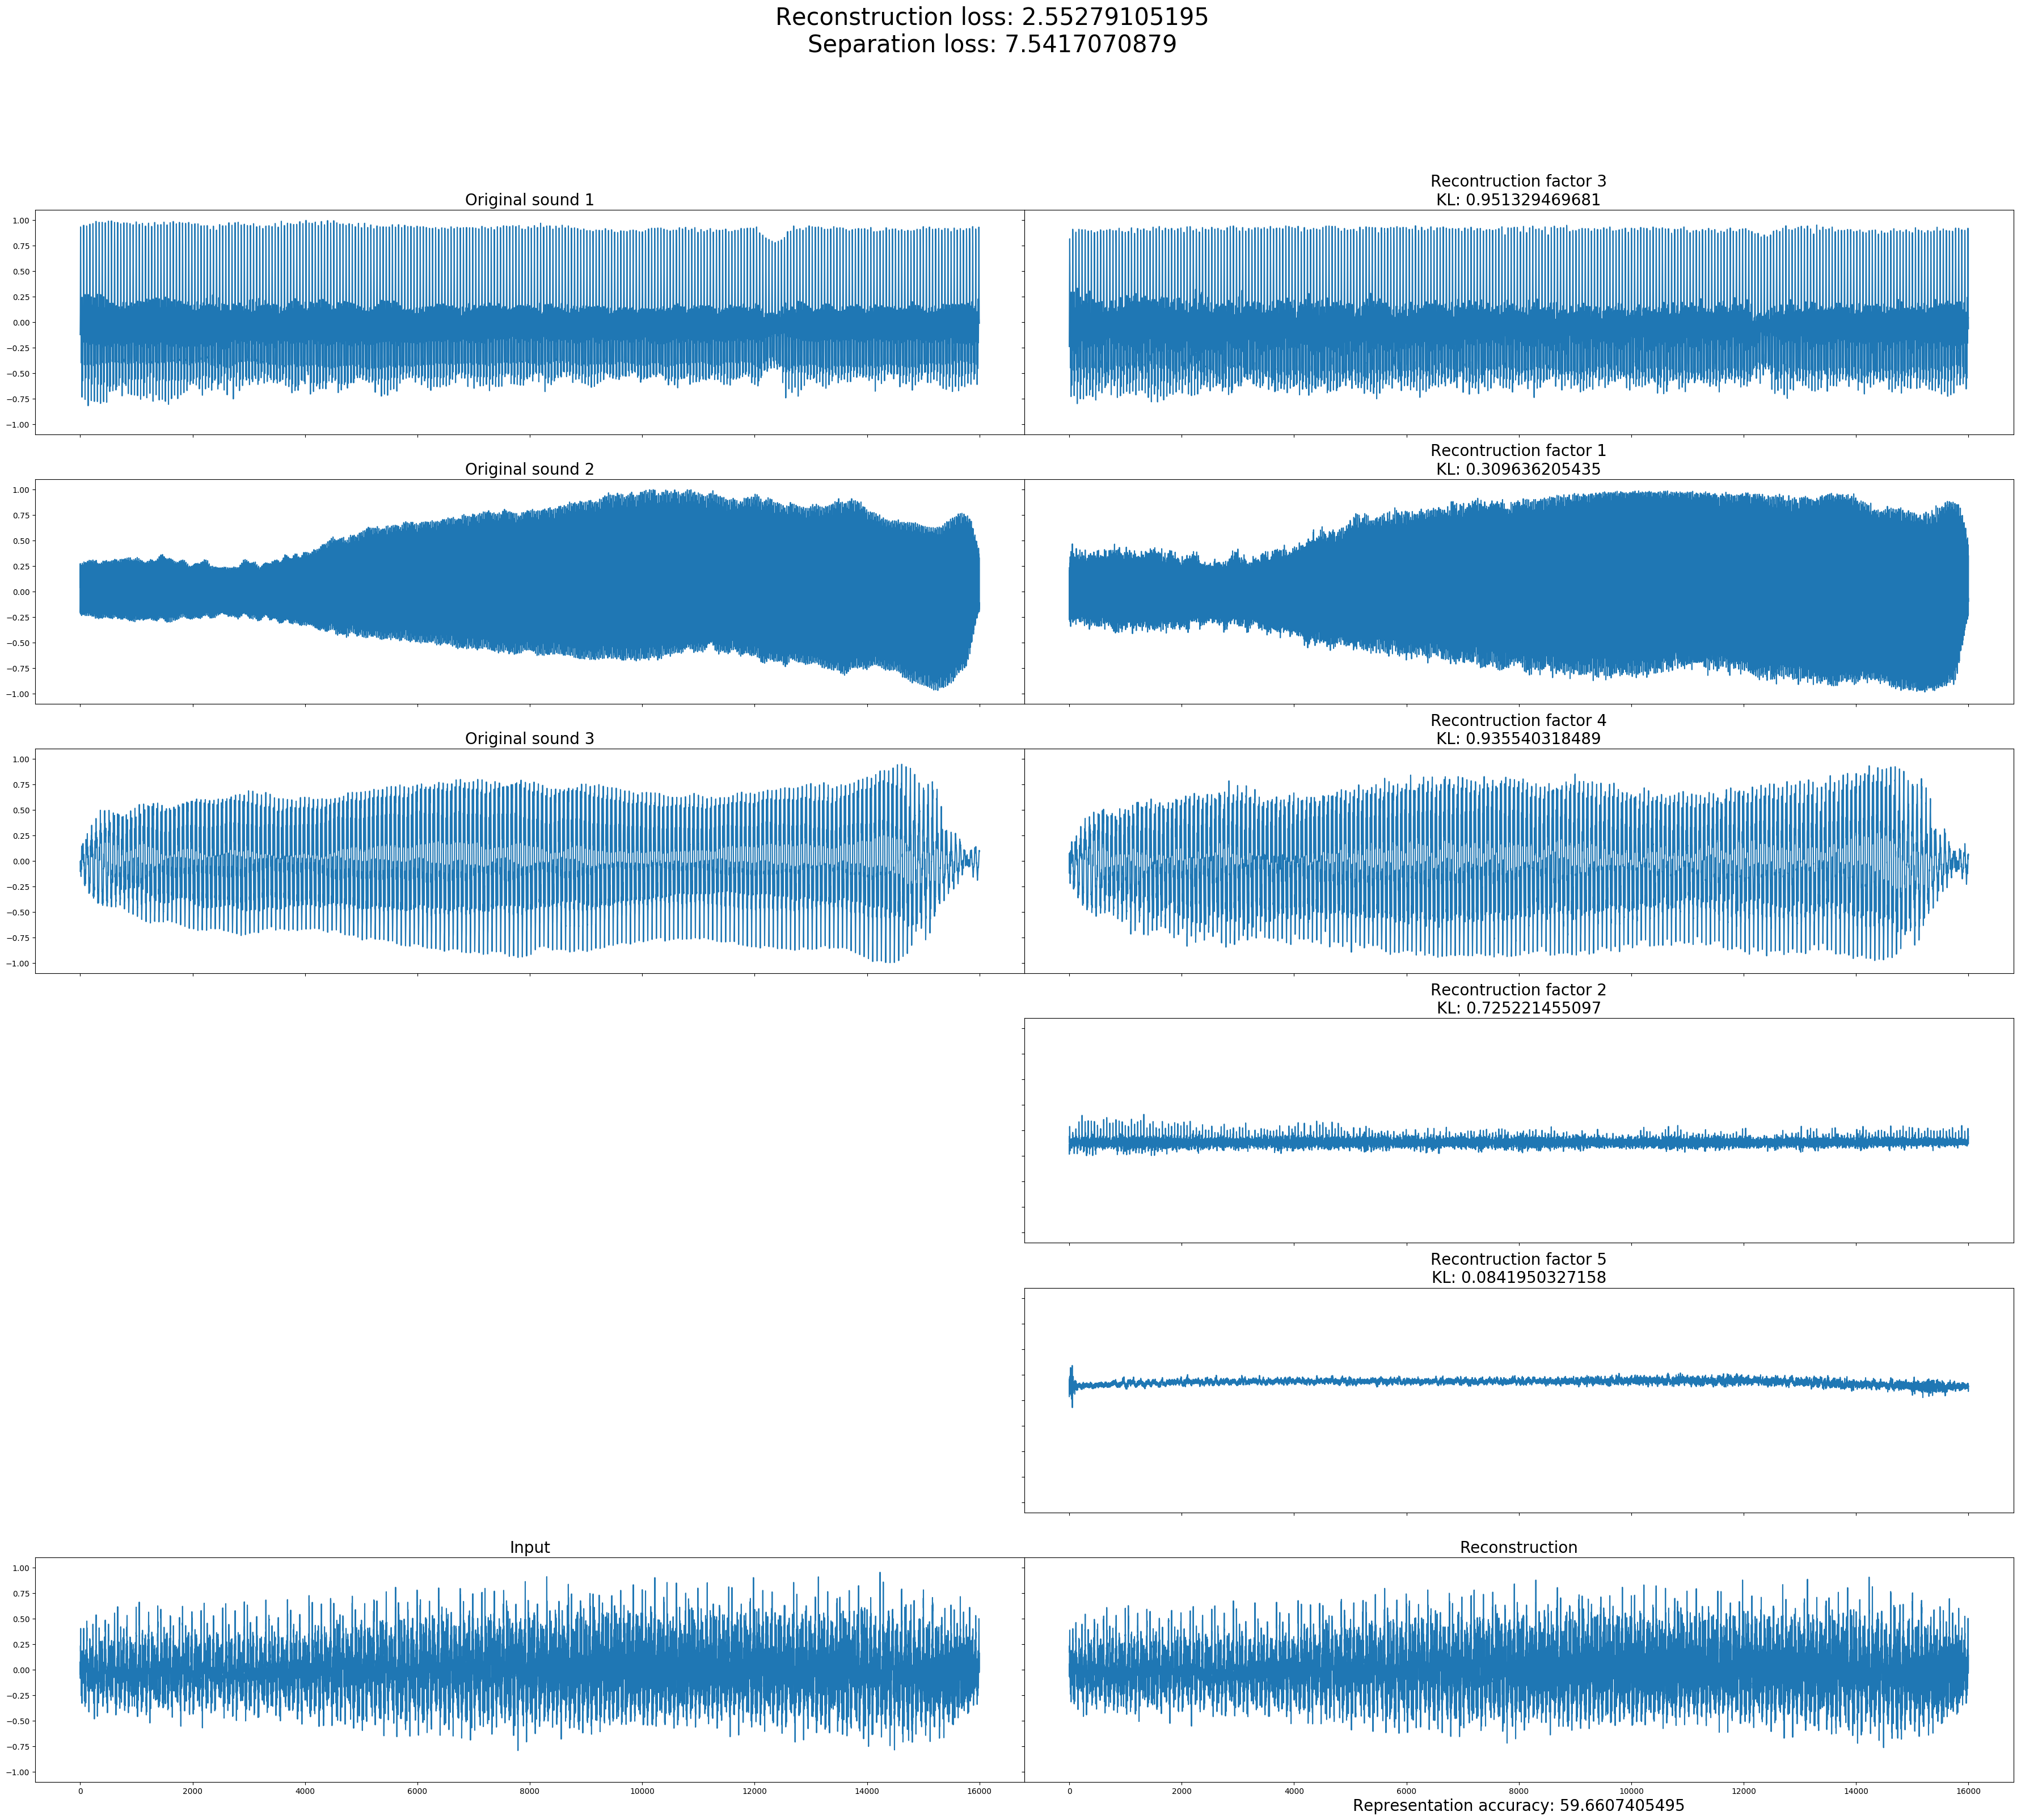 Reconstruction loss: 2.55279105195
Separation loss: 7.5417070879
Original sound 1
Recontruction factor 3
KL: 0.951329469681
1.00
0.75
0.50
0.25
0.00
−0.25
−0.50
−0.75
−1.00
Original sound 2
Recontruction factor 1
KL: 0.309636205435
1.00
0.75
0.50
0.25
0.00
−0.25
−0.50
−0.75
−1.00
Original sound 3
Recontruction factor 4
KL: 0.935540318489
1.00
0.75
0.50
0.25
0.00
−0.25
−0.50
−0.75
−1.00
Recontruction factor 2
KL: 0.725221455097
Recontruction factor 5
KL: 0.0841950327158
Input
Reconstruction
1.00
0.75
0.50
0.25
0.00
−0.25
−0.50
−0.75
−1.00
0 2000 4000 6000 8000 10000 12000 14000 16000
0 2000 4000 6000 8000 10000 12000 14000 16000
Representation accuracy: 59.6607405495